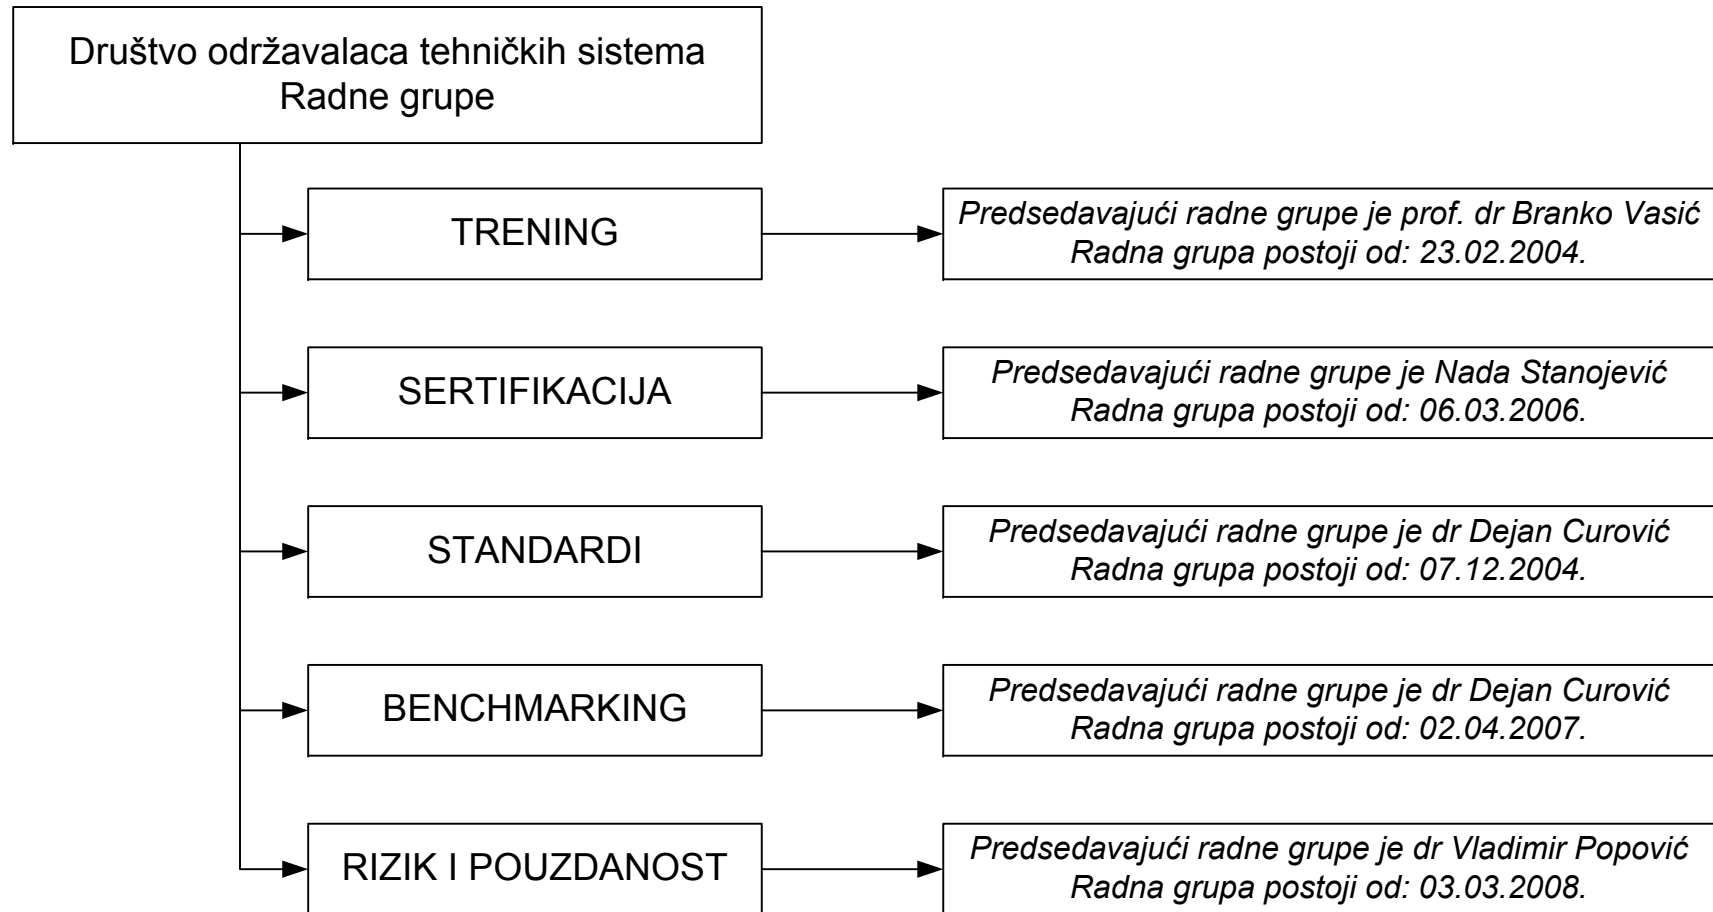 Društvo održavalaca tehničkih sistema
Radne grupe
TRENING
Predsedavajući radne grupe je prof. dr Branko Vasić
Radna grupa postoji od: 23.02.2004.
SERTIFIKACIJA
Predsedavajući radne grupe je Nada Stanojević
Radna grupa postoji od: 06.03.2006.
STANDARDI
Predsedavajući radne grupe je dr Dejan Curović
Radna grupa postoji od: 07.12.2004.
BENCHMARKING
Predsedavajući radne grupe je dr Dejan Curović
Radna grupa postoji od: 02.04.2007.
RIZIK I POUZDANOST
Predsedavajući radne grupe je dr Vladimir Popović
Radna grupa postoji od: 03.03.2008.